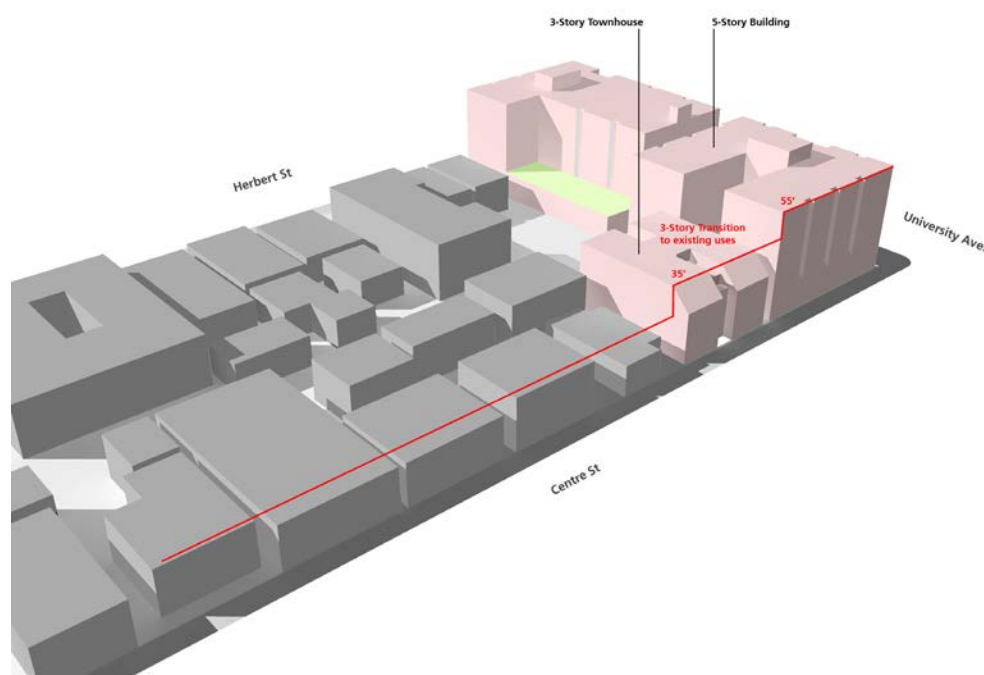 3-Story Townhouse
5-Story Building
Herbert St
55'
University Ave.
3-Story Transition
to existing uses
35'
Centre St